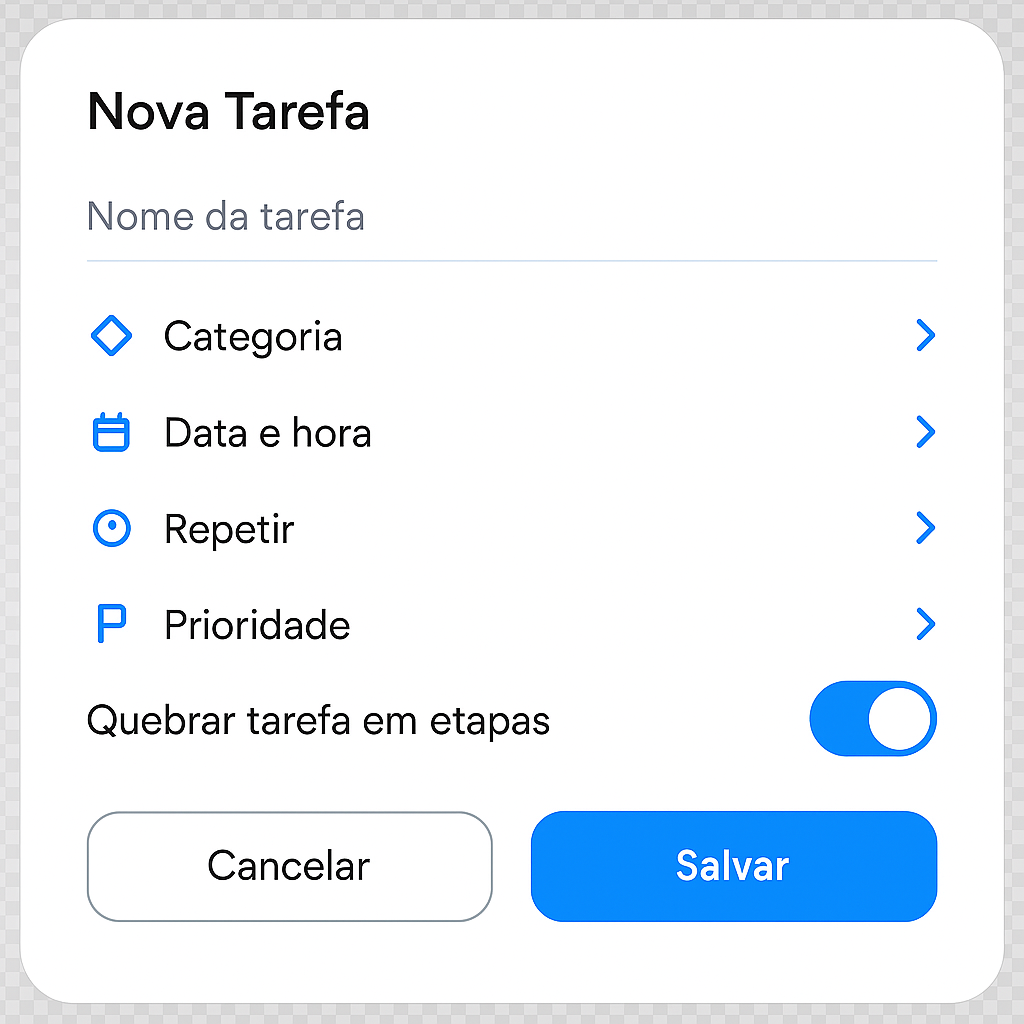 Nova Tarefa
Nome da tarefa
Categoria
Data e hora
Repetir
Prioridade
Quebrar tarefa em etapas
Cancelar
Salvar